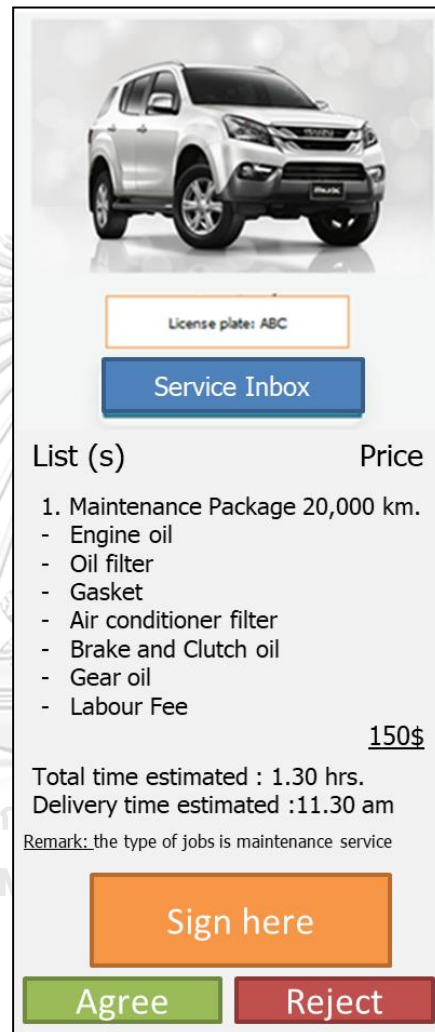 ISUZU
MU-X
License plate: ABC
Service Inbox
List (s) Price
1. Maintenance Package 20,000 km.
- Engine oil
- Oil filter
- Gasket
- Air conditioner filter
- Brake and Clutch oil
- Gear oil
- Labour Fee
150$
Total time estimated : 1.30 hrs.
Delivery time estimated :11.30 am
Remark: the type of jobs is maintenance service
Sign here
Agree Reject